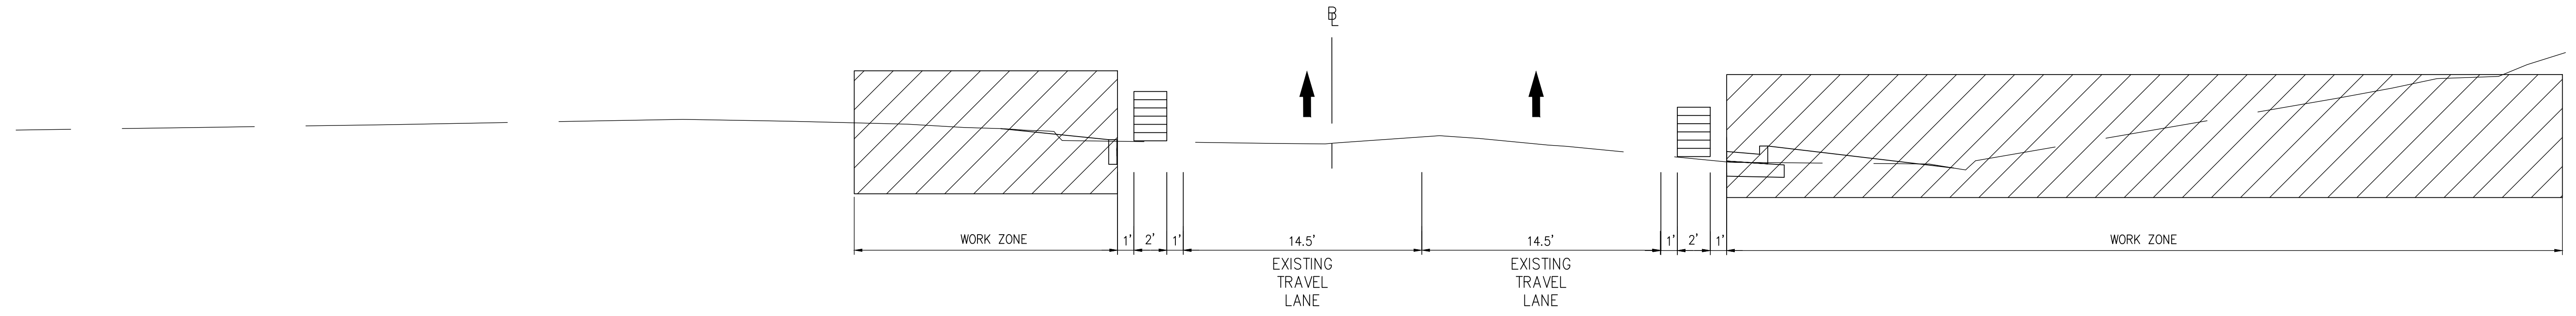 BL
WORK ZONE
1'
2'
1'
14.5'
14.5'
1'
2'
1'
WORK ZONE
EXISTING
TRAVEL
LANE
EXISTING
TRAVEL
LANE